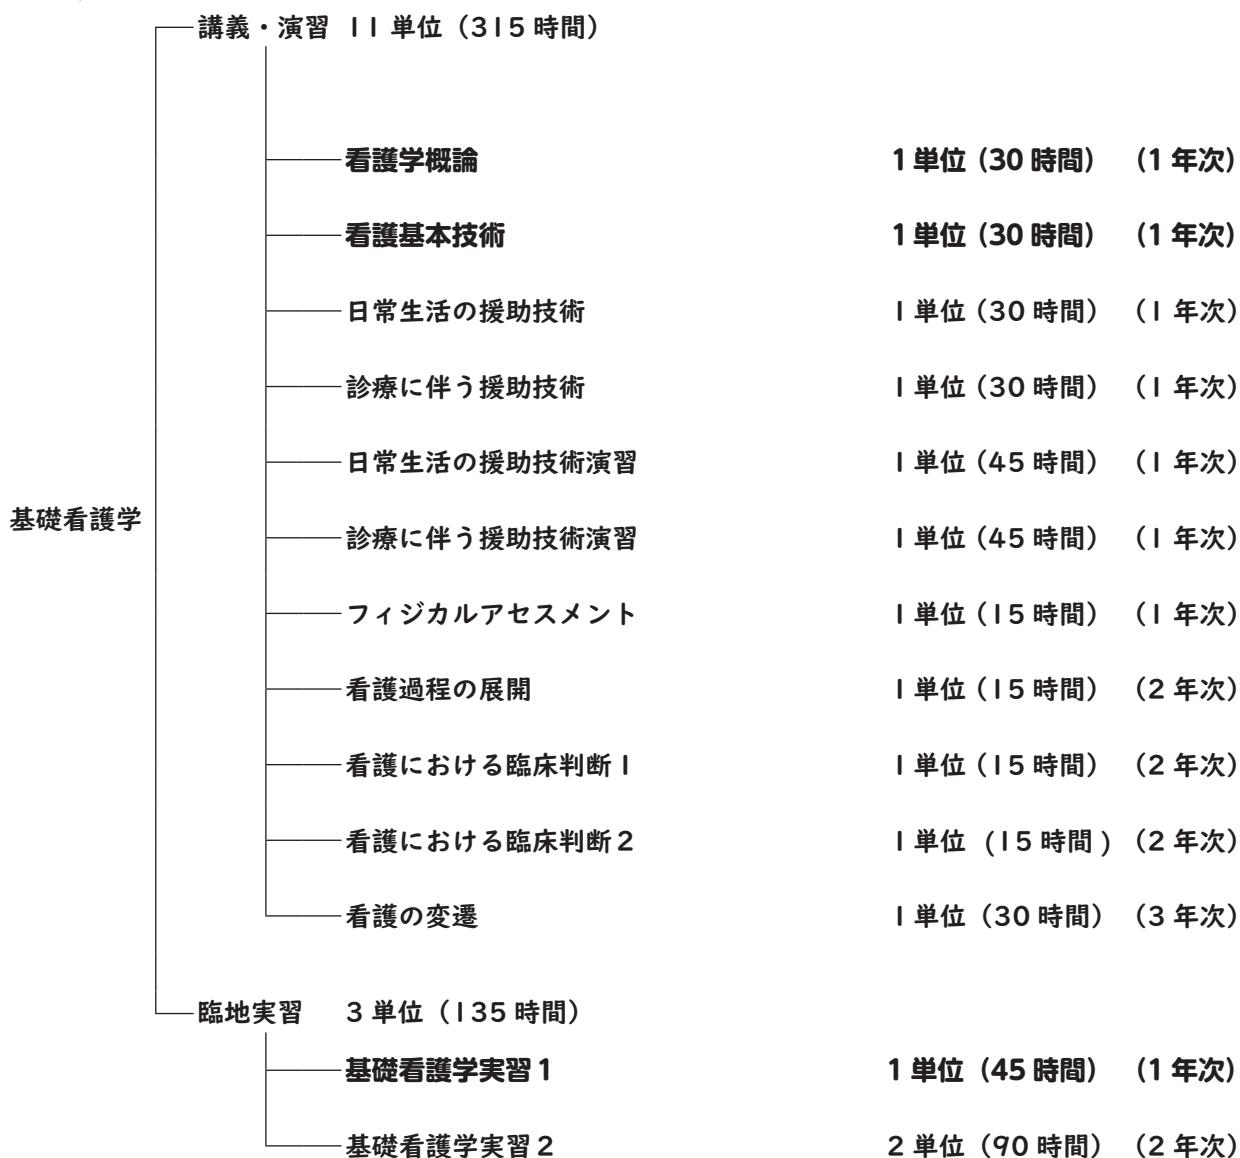 講義・演習 11 単位（315 時間）
看護学概論 1 単位（30 時間） （1 年次）
看護基本技術 1 単位（30 時間） （1 年次）
日常生活の援助技術 1 単位（30 時間） （1 年次）
診療に伴う援助技術 1 単位（30 時間） （1 年次）
日常生活の援助技術演習 1 単位（45 時間） （1 年次）
基礎看護学
診療に伴う援助技術演習 1 単位（45 時間） （1 年次）
フィジカルアセスメント 1 単位（15 時間） （1 年次）
看護過程の展開 1 単位（15 時間） （2 年次）
看護における臨床判断 1 1 単位（15 時間） （2 年次）
看護における臨床判断 2 1 単位 (15 時間 ) （2 年次）
看護の変遷 1 単位（30 時間） （3 年次）
臨地実習 3 単位（135 時間）
基礎看護学実習 1 1 単位（45 時間） （1 年次）
基礎看護学実習 2 2 単位（90 時間） （2 年次）